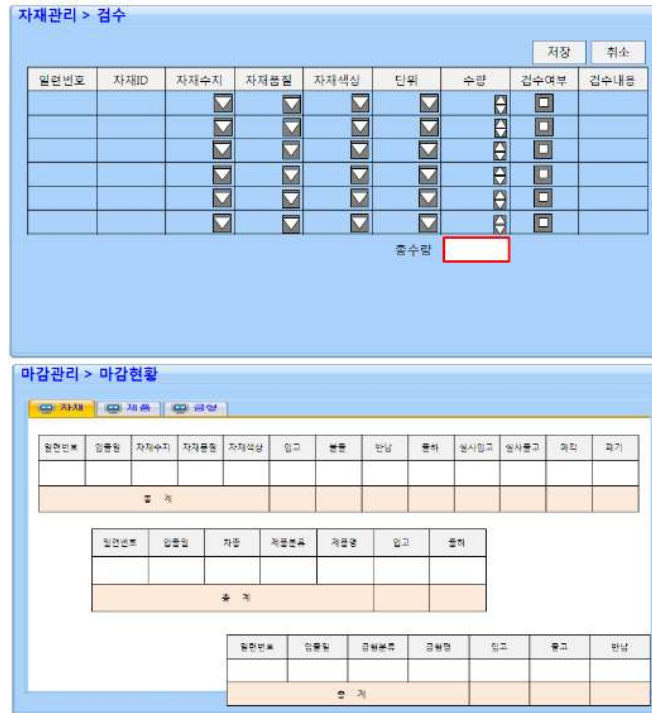 자재관리 > 검수
저장 취소
일련번호 자재ID 자재수지 자재품질 자재색상 단위 수량 검수여부 검수내용
총수량
마감관리 > 마감현황
자재 제품 금형
일련번호 입출일 자재수지 자재품질 자재색상 입고 불출 반납 출하 실사입고 실사출고 매각 폐기
총 계
일련번호 입출일 차종 제품분류 제품명 입고 출하
총 계
일련번호 입출일 금형분류 금형명 입고 출고 반납
총 계